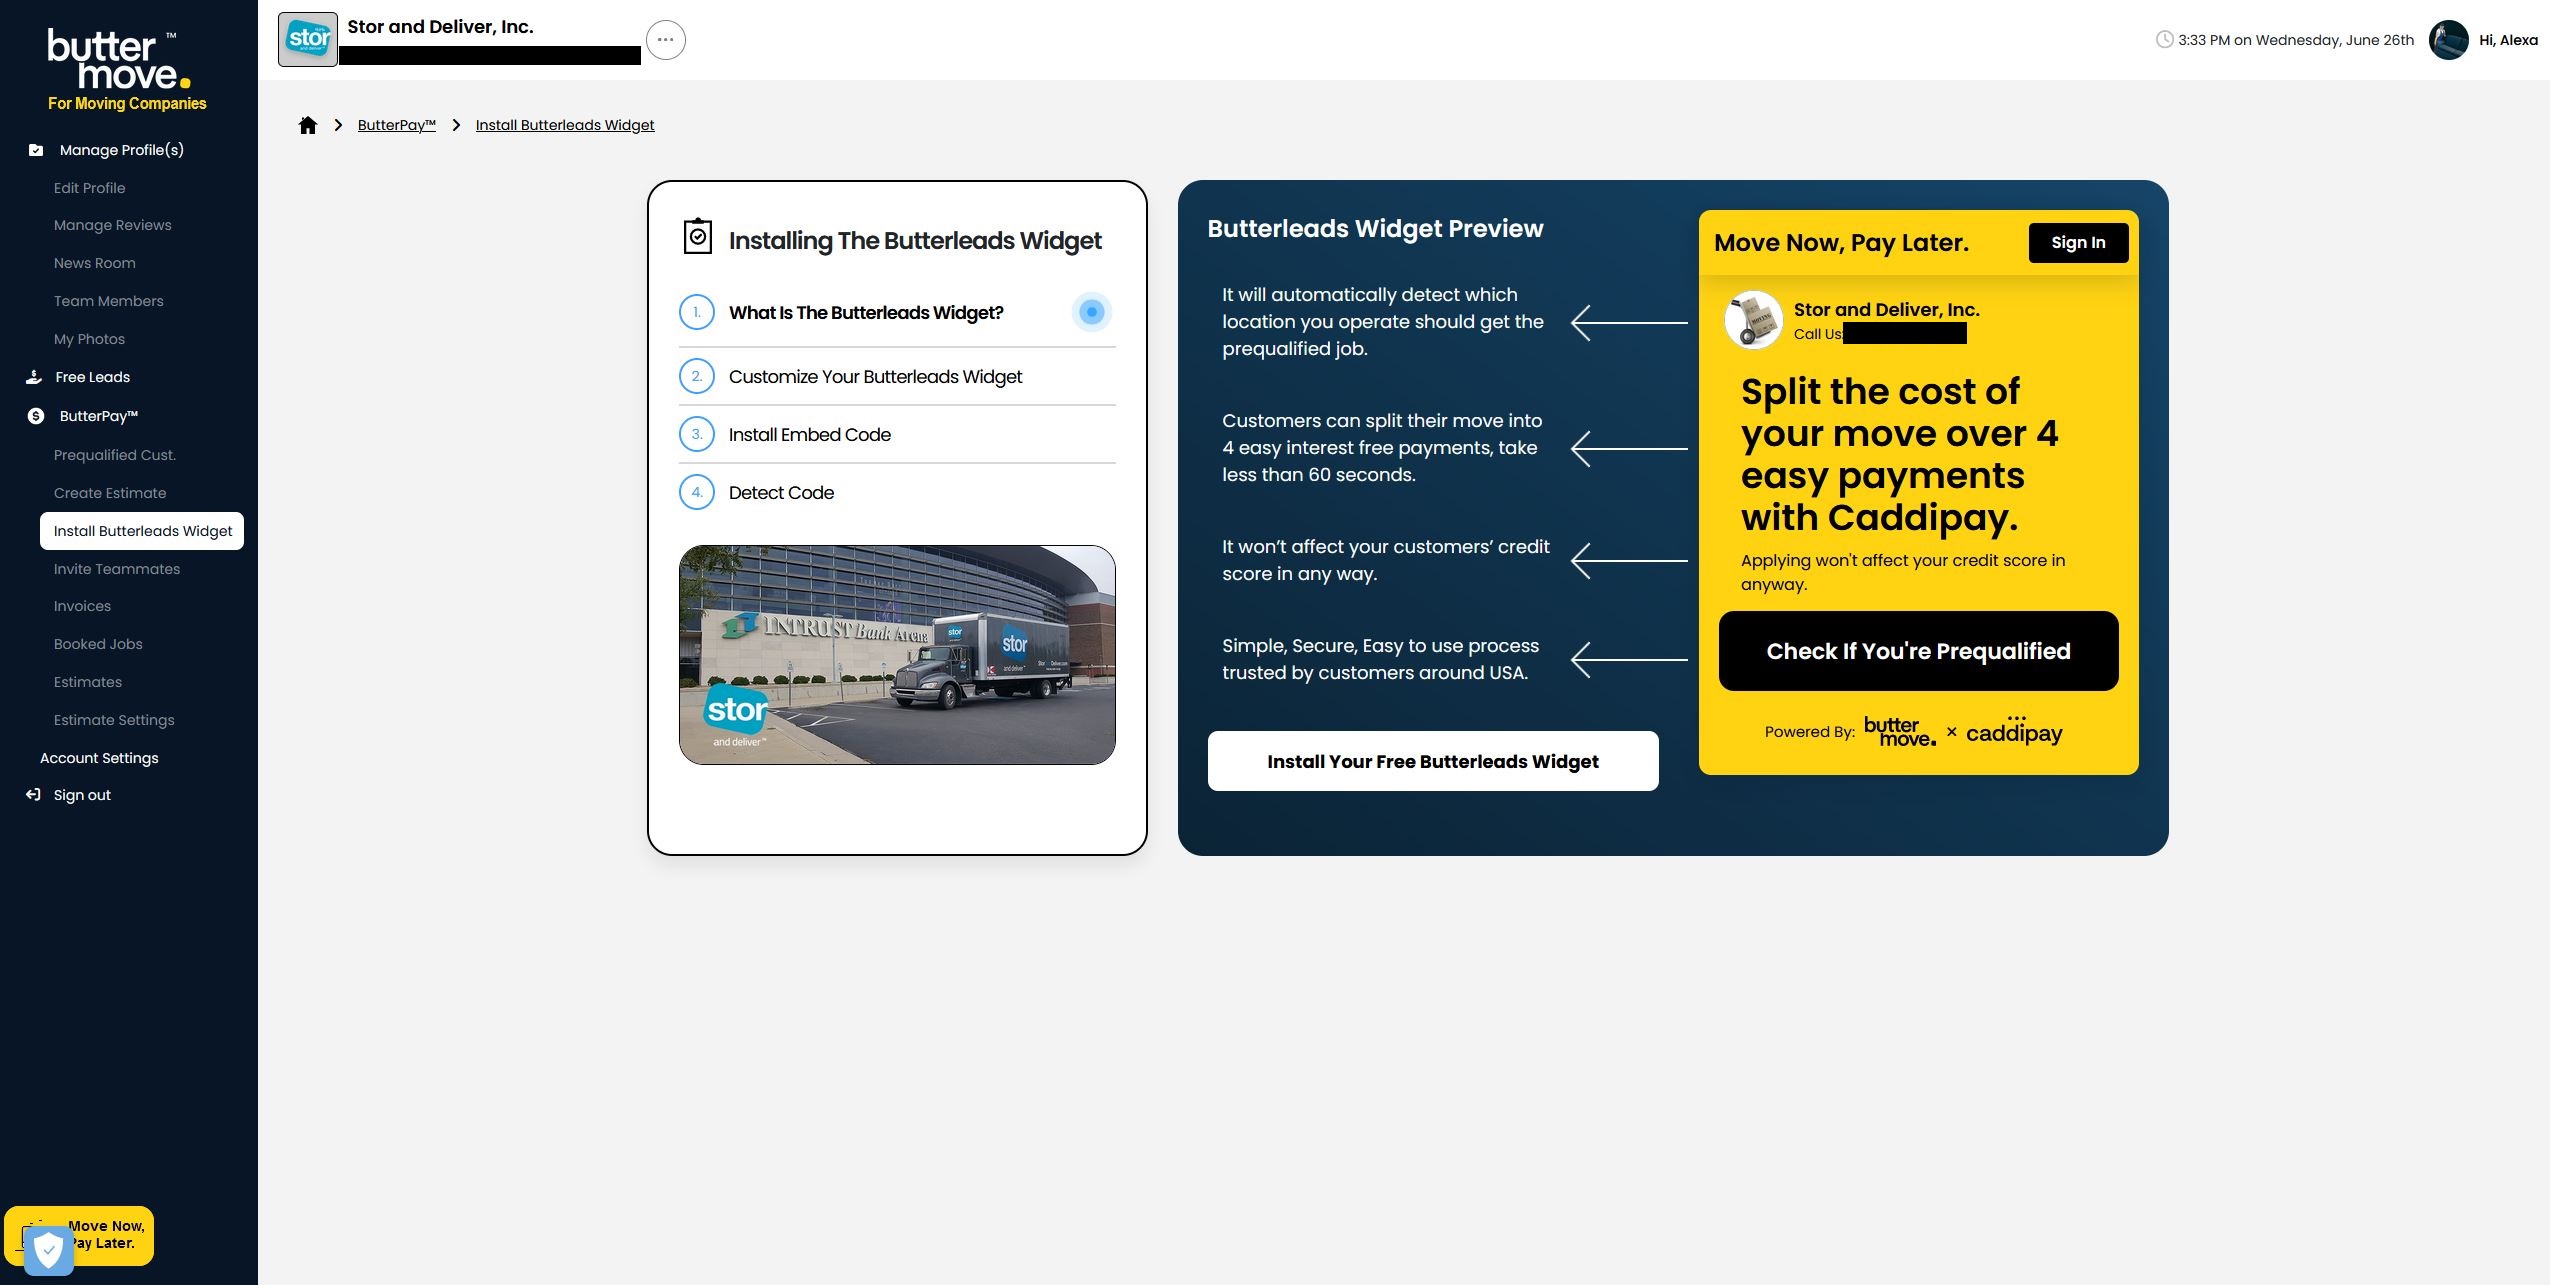 butter ™
move.
For Moving Companies
Manage Profile(s)
Edit Profile
Manage Reviews
News Room
Team Members
My Photos
Free Leads
ButterPay™
Prequalified Cust.
Create Estimate
Install Butterleads Widget
Invite Teammates
Invoices
Booked Jobs
Estimates
Estimate Settings
Account Settings
Sign out
Move Now,
Pay Later.
stor
and deliver
Stor and Deliver, Inc.
3:33 PM on Wednesday, June 26th
Hi, Alexa
ButterPay™
Install Butterleads Widget
Installing The Butterleads Widget
1. What Is The Butterleads Widget?
2. Customize Your Butterleads Widget
3. Install Embed Code
4. Detect Code
INTRUST Bank Arena
stor
stor
and deliver
stor
and deliver™
Butterleads Widget Preview
It will automatically detect which
location you operate should get the
prequalified job.
Customers can split their move into
4 easy interest free payments, take
less than 60 seconds.
It won’t affect your customers’ credit
score in any way.
Simple, Secure, Easy to use process
trusted by customers around USA.
Install Your Free Butterleads Widget
Move Now, Pay Later.
Sign In
Stor and Deliver, Inc.
Call Us:
Split the cost of
your move over 4
easy payments
with Caddipay.
Applying won't affect your credit score in
anyway.
Check If You're Prequalified
Powered By: butter move. × caddipay